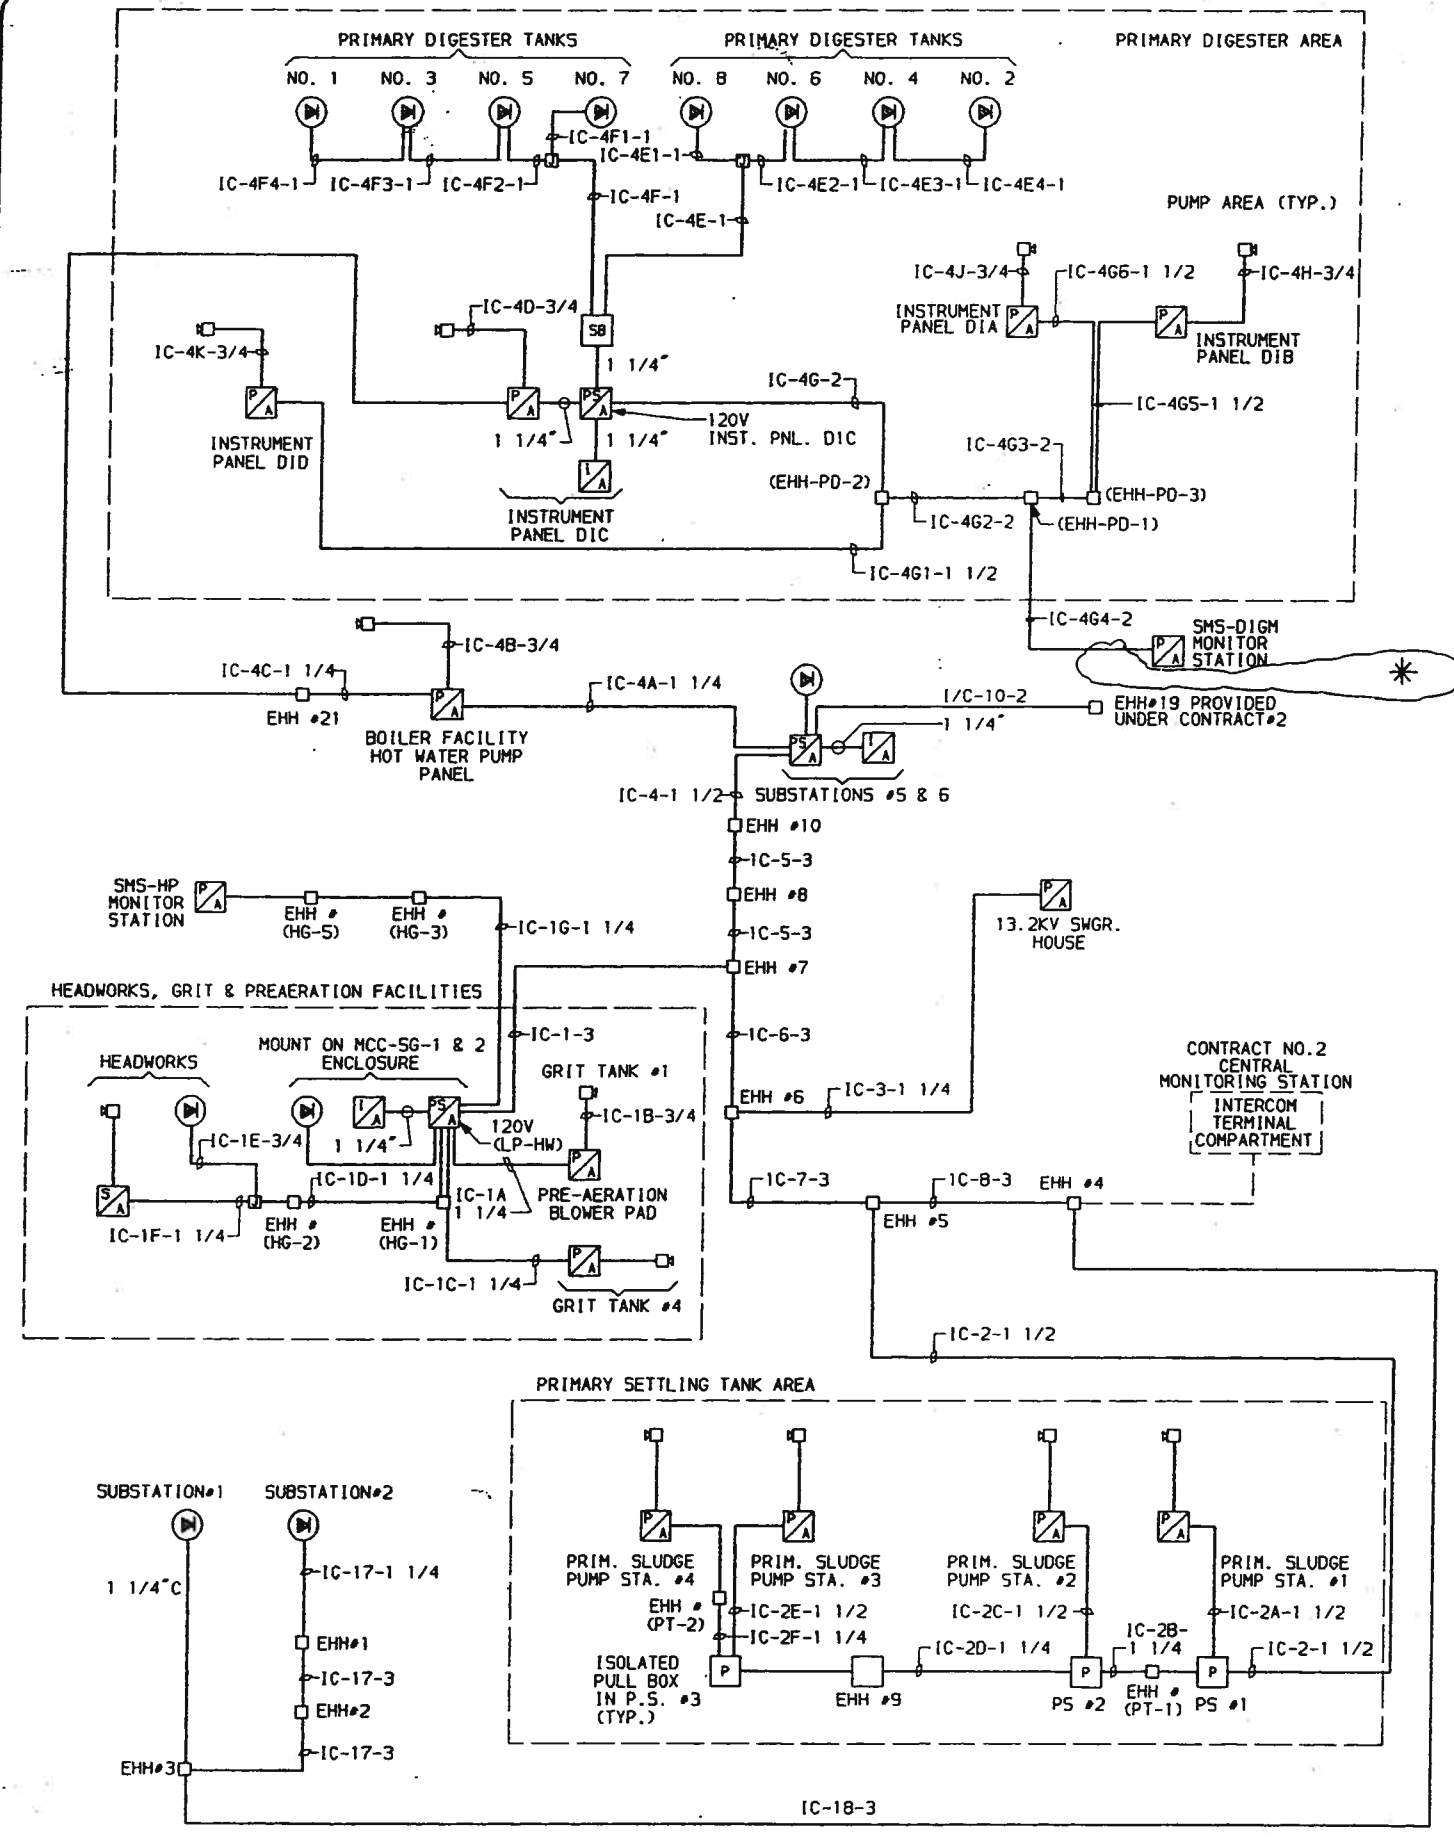 PRIMARY DIGESTER TANKS
PRIMARY DIGESTER TANKS
PRIMARY DIGESTER AREA
NO. 1 NO. 3 NO. 5 NO. 7
NO. 8 NO. 6 NO. 4 NO. 2
IC-4F1-1
IC-4E1-1
J
J
IC-4F4-1
IC-4F3-1
IC-4F2-1
IC-4E2-1
IC-4E3-1
IC-4E4-1
IC-4F-1
IC-4E-1
PUMP AREA (TYP.)
IC-4J-3/4
IC-4G6-1 1/2
IC-4H-3/4
INSTRUMENT
PANEL DIA
P A
P A
INSTRUMENT
PANEL DIB
IC-4D-3/4
SB
IC-4K-3/4
1 1/4"
P A
P A
PS A
IC-4G-2
IC-4G5-1 1/2
120V
INST. PNL. DIC
1 1/4"
1 1/4"
INSTRUMENT
PANEL DID
I A
IC-4G3-2
(EHH-PD-2)
(EHH-PD-3)
INSTRUMENT
PANEL DIC
IC-4G2-2
(EHH-PD-1)
IC-4G1-1 1/2
IC-4G4-2
SMS-DIGM
MONITOR
STATION
P A
IC-4B-3/4
IC-4C-1 1/4
IC-4A-1 1/4
P A
EHH #21
BOILER FACILITY
HOT WATER PUMP
PANEL
I/C-10-2
EHH#19 PROVIDED
UNDER CONTRACT#2
1 1/4"
PS A
I A
IC-4-1 1/2
SUBSTATIONS #5 & 6
EHH #10
IC-5-3
EHH #8
IC-5-3
EHH #7
SMS-HP
MONITOR
STATION
P A
EHH #
(HG-5)
EHH #
(HG-3)
IC-1G-1 1/4
P A
13.2KV SWGR.
HOUSE
HEADWORKS, GRIT & PREAERATION FACILITIES
IC-1-3
IC-6-3
HEADWORKS
MOUNT ON MCC-SG-1 & 2
ENCLOSURE
GRIT TANK #1
IC-1B-3/4
I A
PS A
1 1/4"
120V
(LP-HW)
IC-1E-3/4
P A
IC-1D-1 1/4
IC-1A
1 1/4
PRE-AERATION
BLOWER PAD
S A
J
IC-1F-1 1/4
EHH #
(HG-2)
EHH #
(HG-1)
IC-1C-1 1/4
P A
GRIT TANK #4
EHH #6
IC-3-1 1/4
CONTRACT NO.2
CENTRAL
MONITORING STATION
INTERCOM
TERMINAL
COMPARTMENT
IC-7-3
IC-8-3
EHH #4
EHH #5
IC-2-1 1/2
PRIMARY SETTLING TANK AREA
P A
P A
P A
P A
PRIM. SLUDGE
PUMP STA. #4
PRIM. SLUDGE
PUMP STA. #3
PRIM. SLUDGE
PUMP STA. #2
PRIM. SLUDGE
PUMP STA. #1
EHH #
(PT-2)
IC-2E-1 1/2
IC-2F-1 1/4
IC-2C-1 1/2
IC-2A-1 1/2
IC-2B-
1 1/4
IC-2D-1 1/4
IC-2-1 1/2
ISOLATED
PULL BOX
IN P.S. #3
(TYP.)
P
EHH #9
P
PS #2
EHH #
(PT-1)
P
PS #1
SUBSTATION#1
SUBSTATION#2
1 1/4"C
IC-17-1 1/4
EHH#1
IC-17-3
EHH#2
IC-17-3
EHH#3
IC-18-3